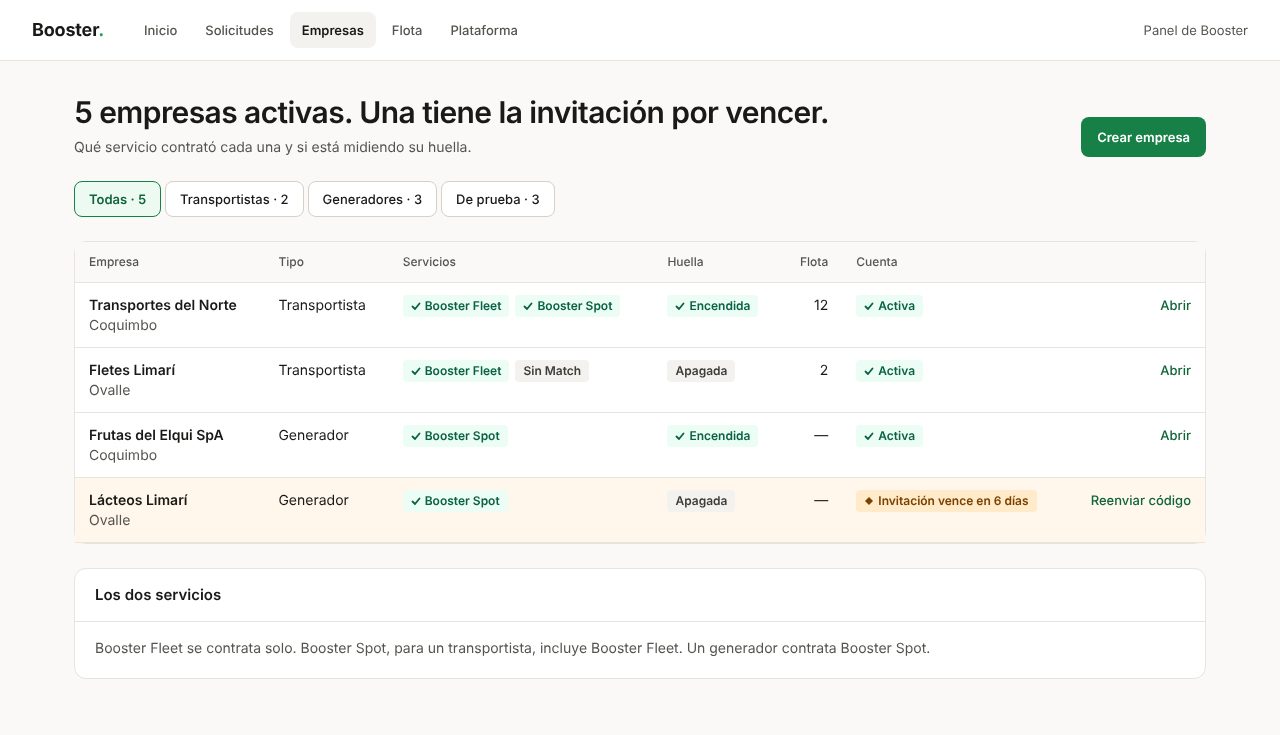 Booster. Inicio Solicitudes Empresas Flota Plataforma Panel de Booster
5 empresas activas. Una tiene la invitación por vencer.
Qué servicio contrató cada una y si está midiendo su huella.
Crear empresa
Todas · 5 Transportistas · 2 Generadores · 3 De prueba · 3
Empresa Tipo Servicios Huella Flota Cuenta
Transportes del Norte Transportista ✓ Booster Fleet ✓ Booster Spot ✓ Encendida 12 ✓ Activa Abrir
Coquimbo
Fletes Limarí Transportista ✓ Booster Fleet Sin Match Apagada 2 ✓ Activa Abrir
Ovalle
Frutas del Elqui SpA Generador ✓ Booster Spot ✓ Encendida — ✓ Activa Abrir
Coquimbo
Lácteos Limarí Generador ✓ Booster Spot Apagada — ◆ Invitación vence en 6 días Reenviar código
Ovalle
Los dos servicios
Booster Fleet se contrata solo. Booster Spot, para un transportista, incluye Booster Fleet. Un generador contrata Booster Spot.